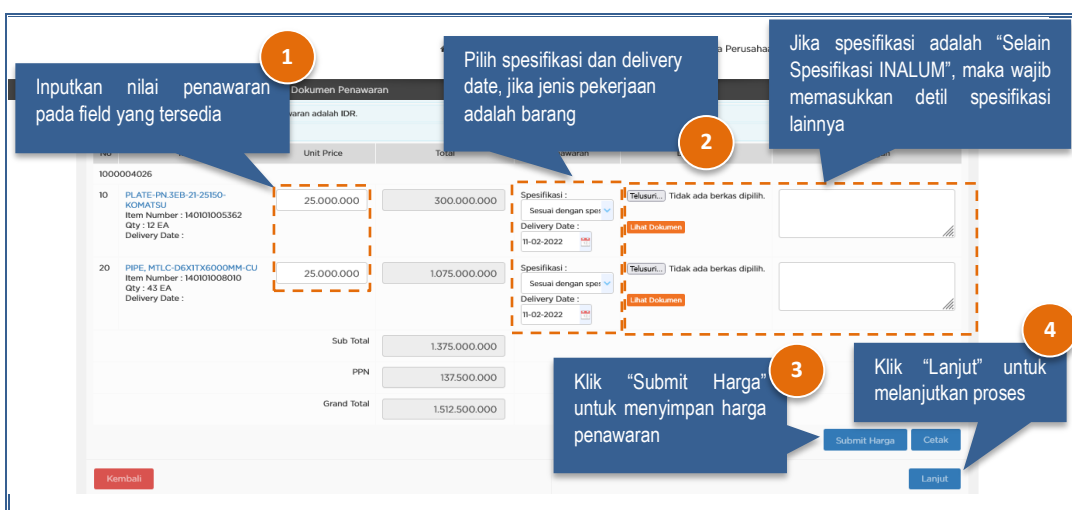 1
Inputkan nilai penawaran
pada field yang tersedia
Pilih spesifikasi dan delivery
date, jika jenis pekerjaan
adalah barang
2
Jika spesifikasi adalah “Selain
Spesifikasi INALUM”, maka wajib
memasukkan detil spesifikasi
lainnya
a Perusahaa
Dokumen Penawaran
waran adalah IDR.
Unit Price
Total
1000004026
10
PLATE-PN.3EB-21-25150-
KOMATSU
Item Number : 140101005362
Qty : 12 EA
Delivery Date :
25.000.000
300.000.000
Spesifikasi :
Sesuai dengan spes
Delivery Date :
11-02-2022
Telusuri... Tidak ada berkas dipilih.
Lihat Dokumen
20
PIPE, MTLC-D6X1TX6000MM-CU
Item Number : 140101008010
Qty : 43 EA
Delivery Date :
25.000.000
1.075.000.000
Spesifikasi :
Sesuai dengan spes
Delivery Date :
11-02-2022
Telusuri... Tidak ada berkas dipilih.
Lihat Dokumen
Sub Total
1.375.000.000
PPN
137.500.000
Grand Total
1.512.500.000
3
Klik “Submit Harga”
untuk menyimpan harga
penawaran
4
Klik “Lanjut” untuk
melanjutkan proses
Submit Harga
Cetak
Kembali
Lanjut